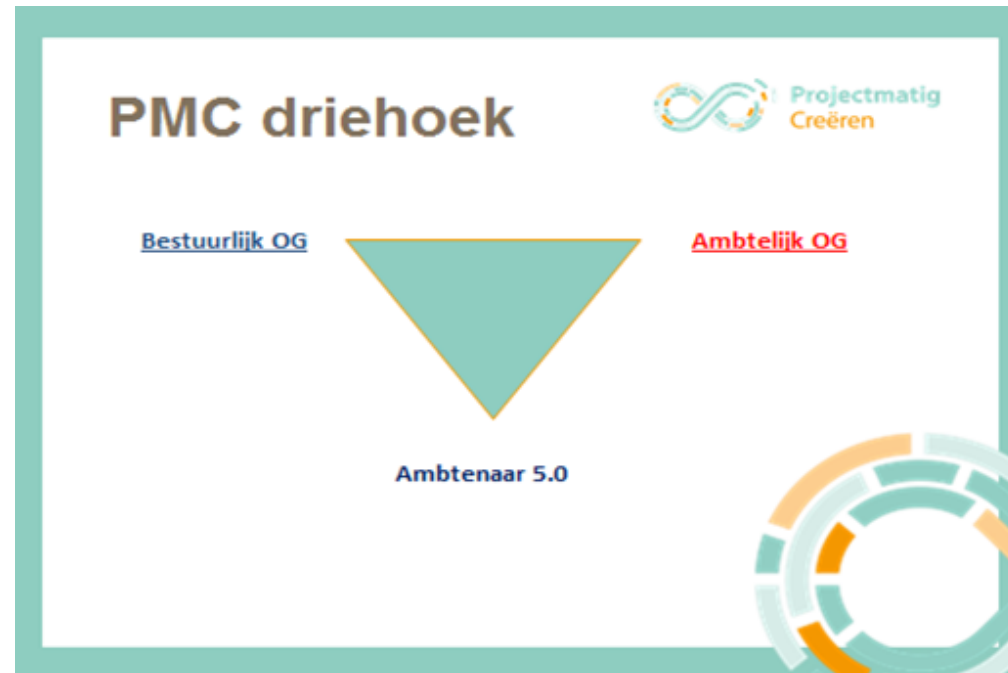 PMC driehoek
Projectmatig
Creëren
Bestuurlijk OG
Ambtelijk OG
Ambtenaar 5.0